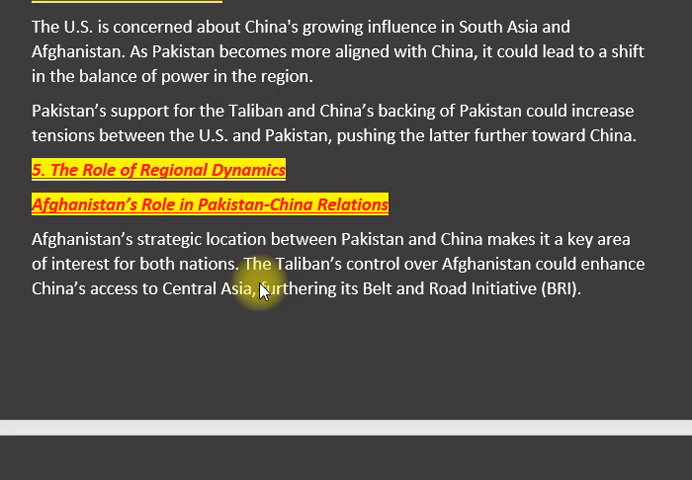 The U.S. is concerned about China's growing influence in South Asia and
Afghanistan. As Pakistan becomes more aligned with China, it could lead to a shift
in the balance of power in the region.
Pakistan’s support for the Taliban and China’s backing of Pakistan could increase
tensions between the U.S. and Pakistan, pushing the latter further toward China.
5. The Role of Regional Dynamics
Afghanistan’s Role in Pakistan-China Relations
Afghanistan’s strategic location between Pakistan and China makes it a key area
of interest for both nations. The Taliban’s control over Afghanistan could enhance
China’s access to Central Asia, furthering its Belt and Road Initiative (BRI).